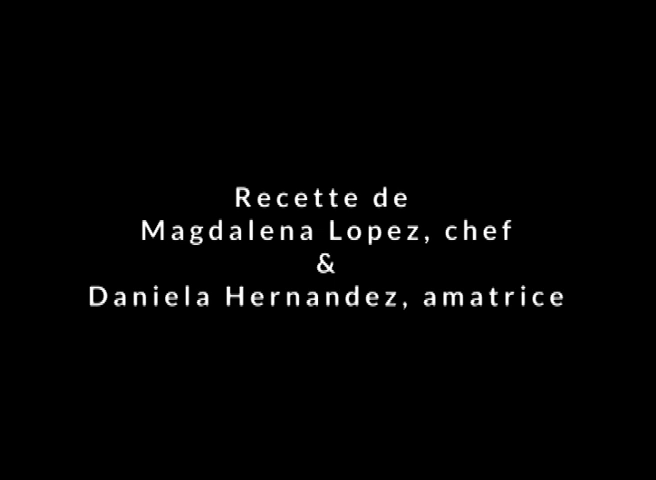 Recette de
Magdalena Lopez, chef
&
Daniela Hernandez, amatrice